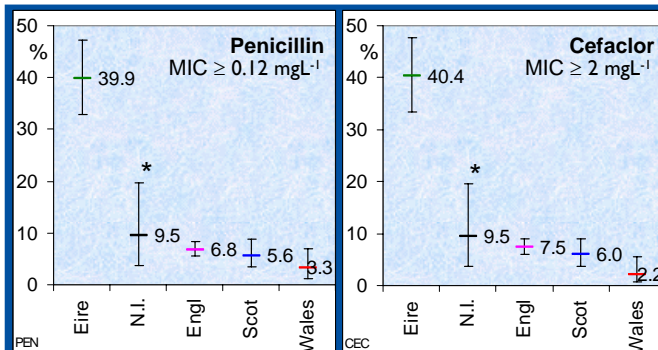 50
%
40
30
20
10
0
Penicillin
MIC ≥ 0.12 mgL-1
39.9
*
9.5
6.8
5.6
3.3
Eire
N.I.
Engl
Scot
Wales
PEN
50
%
40
30
20
10
0
Cefaclor
MIC ≥ 2 mgL-1
40.4
*
9.5
7.5
6.0
2.2
Eire
N.I.
Engl
Scot
Wales
CEC